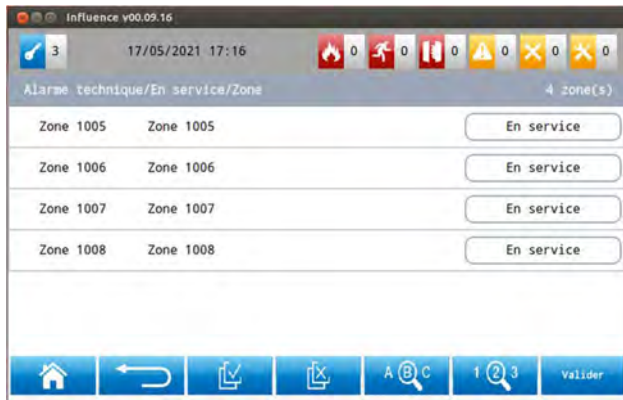 Influence v00.09.16
3 17/05/2021 17:16 0 0 0 0 0 0
Alarme technique/En service/Zone 4 zone(s)
Zone 1005 Zone 1005 En service
Zone 1006 Zone 1006 En service
Zone 1007 Zone 1007 En service
Zone 1008 Zone 1008 En service
A B C 1 2 3 Valider